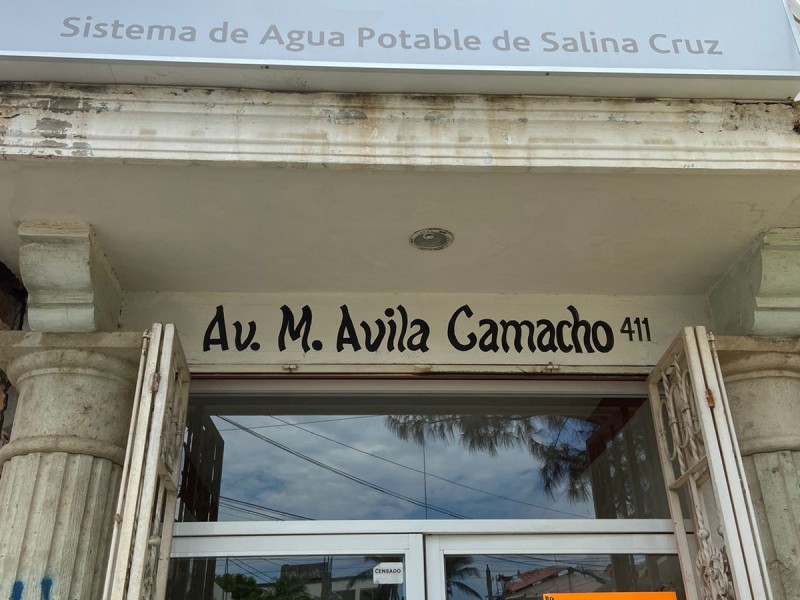 Sistema de Agua Potable de Salina Cruz
Av. M. Avila Camacho 411
CENSADO